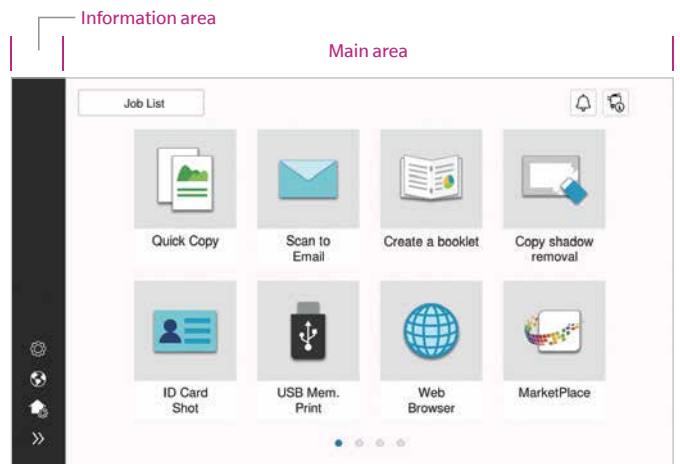 Information area
Main area
Job List
Quick Copy
Scan to
Email
Create a booklet
Copy shadow
removal
ID Card
Shot
USB Mem.
Print
Web
Browser
MarketPlace